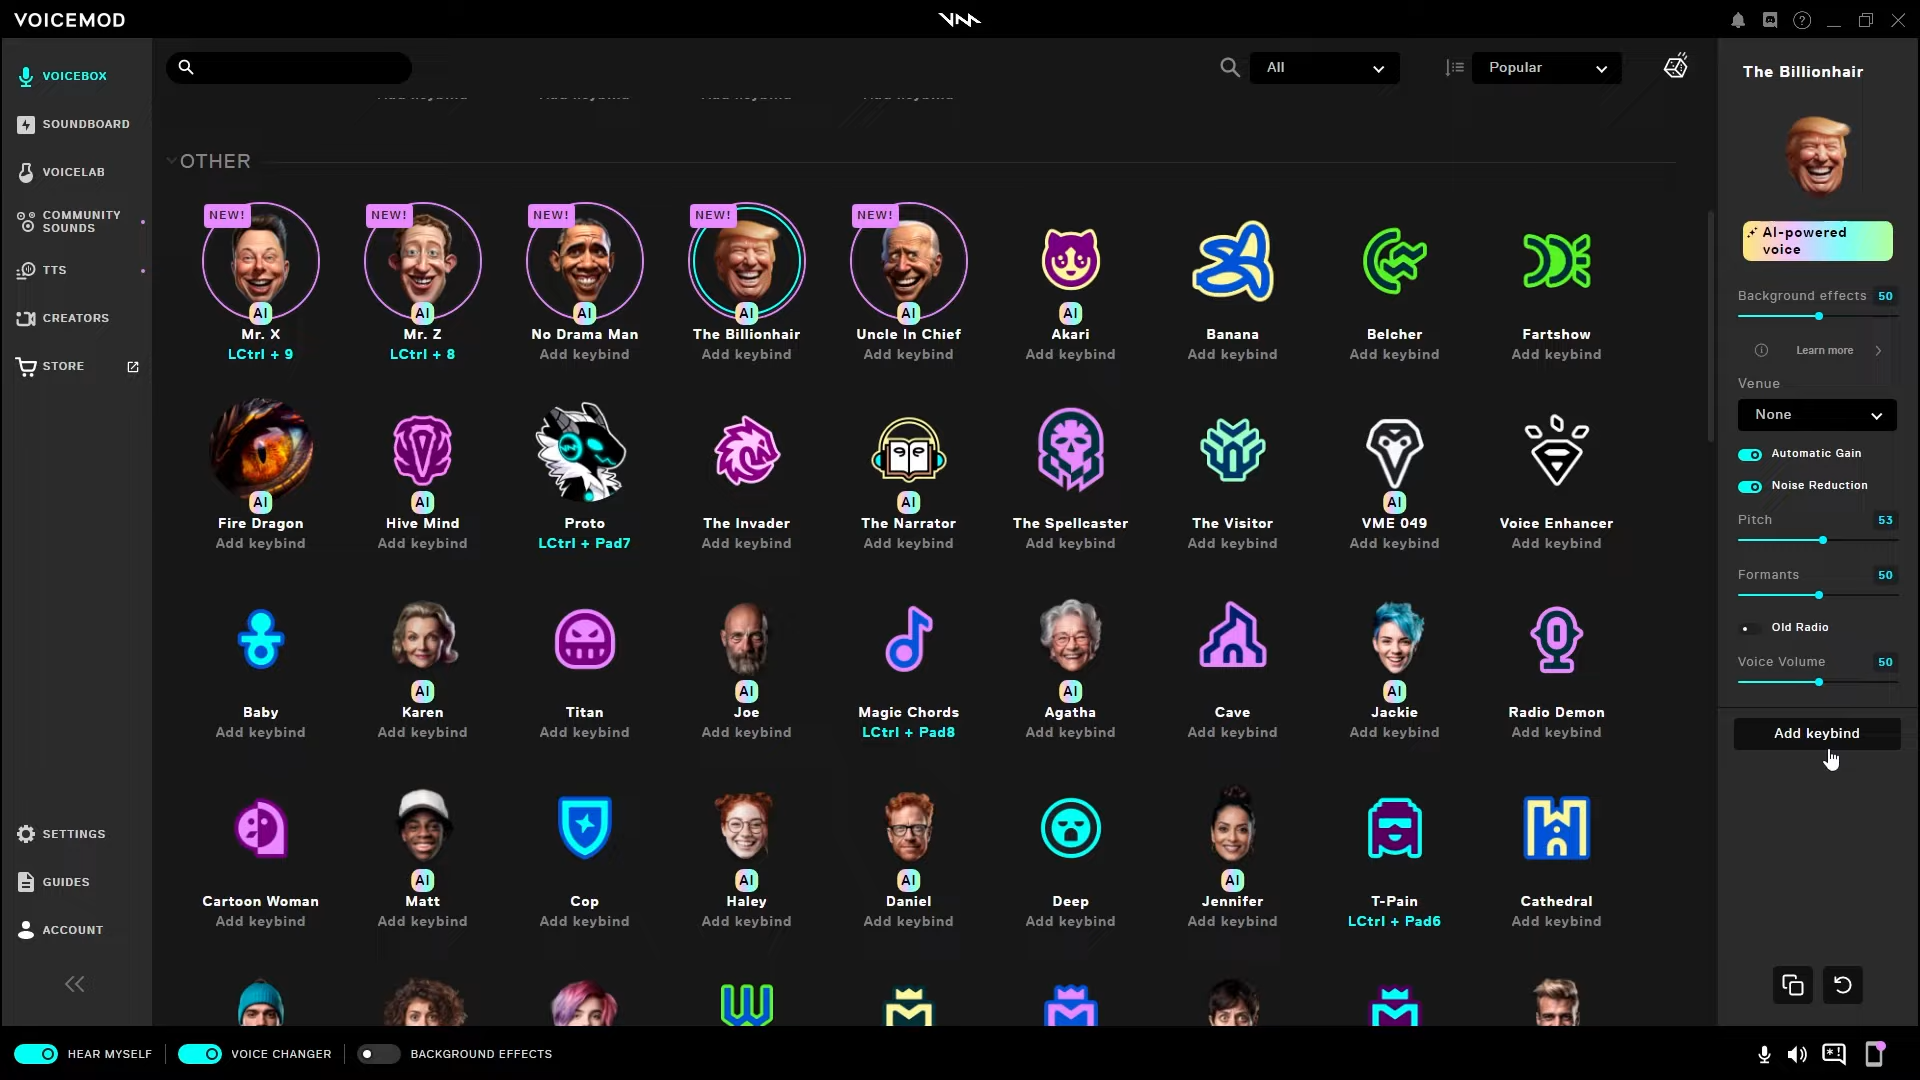 VOICEMOD
VOICEBOX
SOUNDBOARD
VOICELAB
COMMUNITY
SOUNDS
TTS
CREATORS
STORE
SETTINGS
GUIDES
ACCOUNT
All
Popular
Add keybind Add keybind Add keybind Add keybind
OTHER
NEW! NEW! NEW! NEW! NEW!
AI AI AI AI AI AI
Mr. X Mr. Z No Drama Man The Billionhair Uncle In Chief Akari Banana Belcher Fartshow
LCtrl + 9 LCtrl + 8 Add keybind Add keybind Add keybind Add keybind Add keybind Add keybind Add keybind
AI AI AI AI
Fire Dragon Hive Mind Proto The Invader The Narrator The Spellcaster The Visitor VME 049 Voice Enhancer
Add keybind Add keybind LCtrl + Pad7 Add keybind Add keybind Add keybind Add keybind Add keybind Add keybind
AI AI AI AI
Baby Karen Titan Joe Magic Chords Agatha Cave Jackie Radio Demon
Add keybind Add keybind Add keybind Add keybind LCtrl + Pad8 Add keybind Add keybind Add keybind Add keybind
AI AI AI AI
Cartoon Woman Matt Cop Haley Daniel Deep Jennifer T-Pain Cathedral
Add keybind Add keybind Add keybind Add keybind Add keybind Add keybind Add keybind LCtrl + Pad6 Add keybind
The Billionhair
AI-powered
voice
Background effects 50
Learn more
Venue
None
Automatic Gain
Noise Reduction
Pitch 53
Formants 50
Old Radio
Voice Volume 50
Add keybind
HEAR MYSELF VOICE CHANGER BACKGROUND EFFECTS